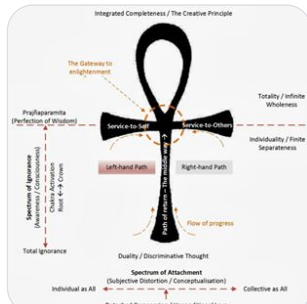 Integrated Completeness / The Creative Principle
The Gateway to
enlightenment
Prajñaparamita
(Perfection of Wisdom)
Totality / Infinite
Wholeness
Service-to-Self
Service-to-Others
Individuality / Finite
Separateness
Left-hand Path
Right-hand Path
Path of return – The middle way
Spectrum of Ignorance
(Awareness / Consciousness)
Chakra Activation
Root ← → Crown
Flow of progress
Total Ignorance
Duality / Discriminative Thought
Spectrum of Attachment
(Subjective Distortion / Conceptualisation)
Individual as All
Collective as All